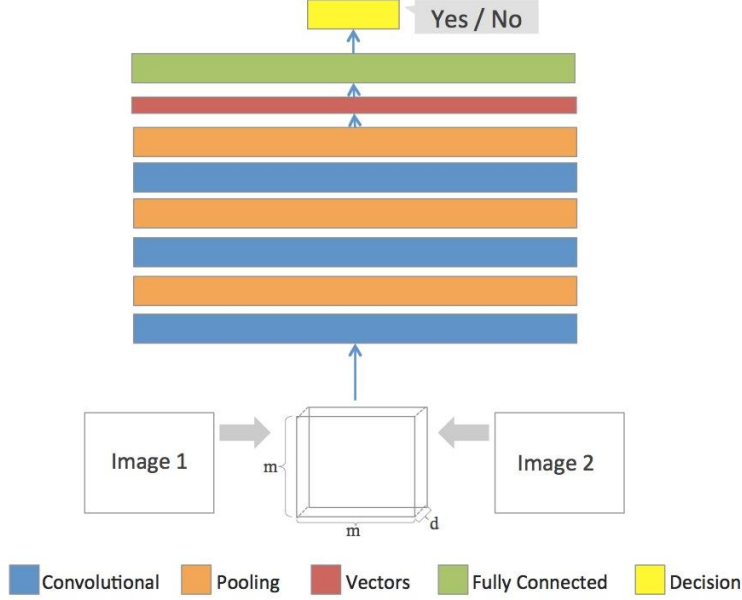 Yes / No
Image 1
Image 2
m
m
d
Convolutional
Pooling
Vectors
Fully Connected
Decision